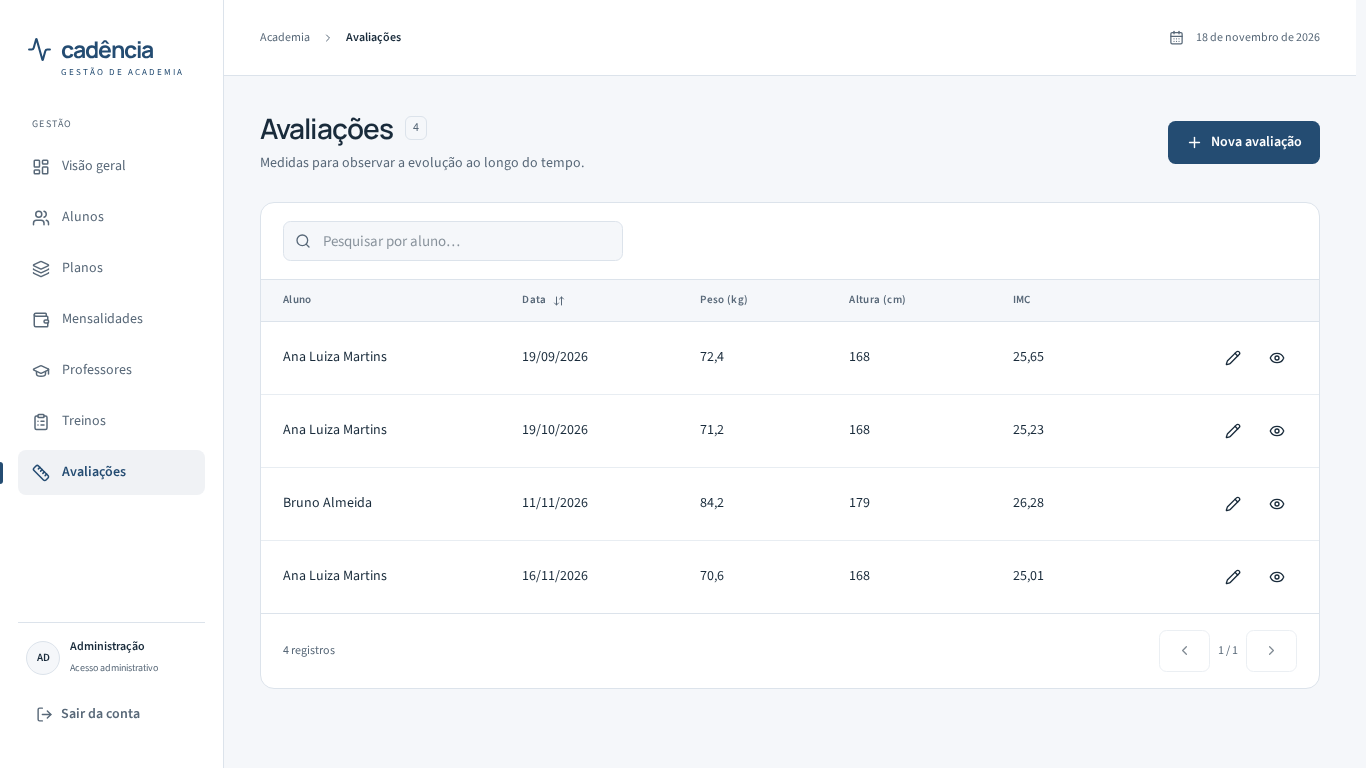 cadência
GESTÃO DE ACADEMIA
GESTÃO
Visão geral
Alunos
Planos
Mensalidades
Professores
Treinos
Avaliações
AD
Administração
Acesso administrativo
Sair da conta
Academia Avaliações
18 de novembro de 2026
Avaliações 4
Medidas para observar a evolução ao longo do tempo.
Nova avaliação
Pesquisar por aluno...
Aluno Data Peso (kg) Altura (cm) IMC
Ana Luiza Martins 19/09/2026 72,4 168 25,65
Ana Luiza Martins 19/10/2026 71,2 168 25,23
Bruno Almeida 11/11/2026 84,2 179 26,28
Ana Luiza Martins 16/11/2026 70,6 168 25,01
4 registros
1 / 1